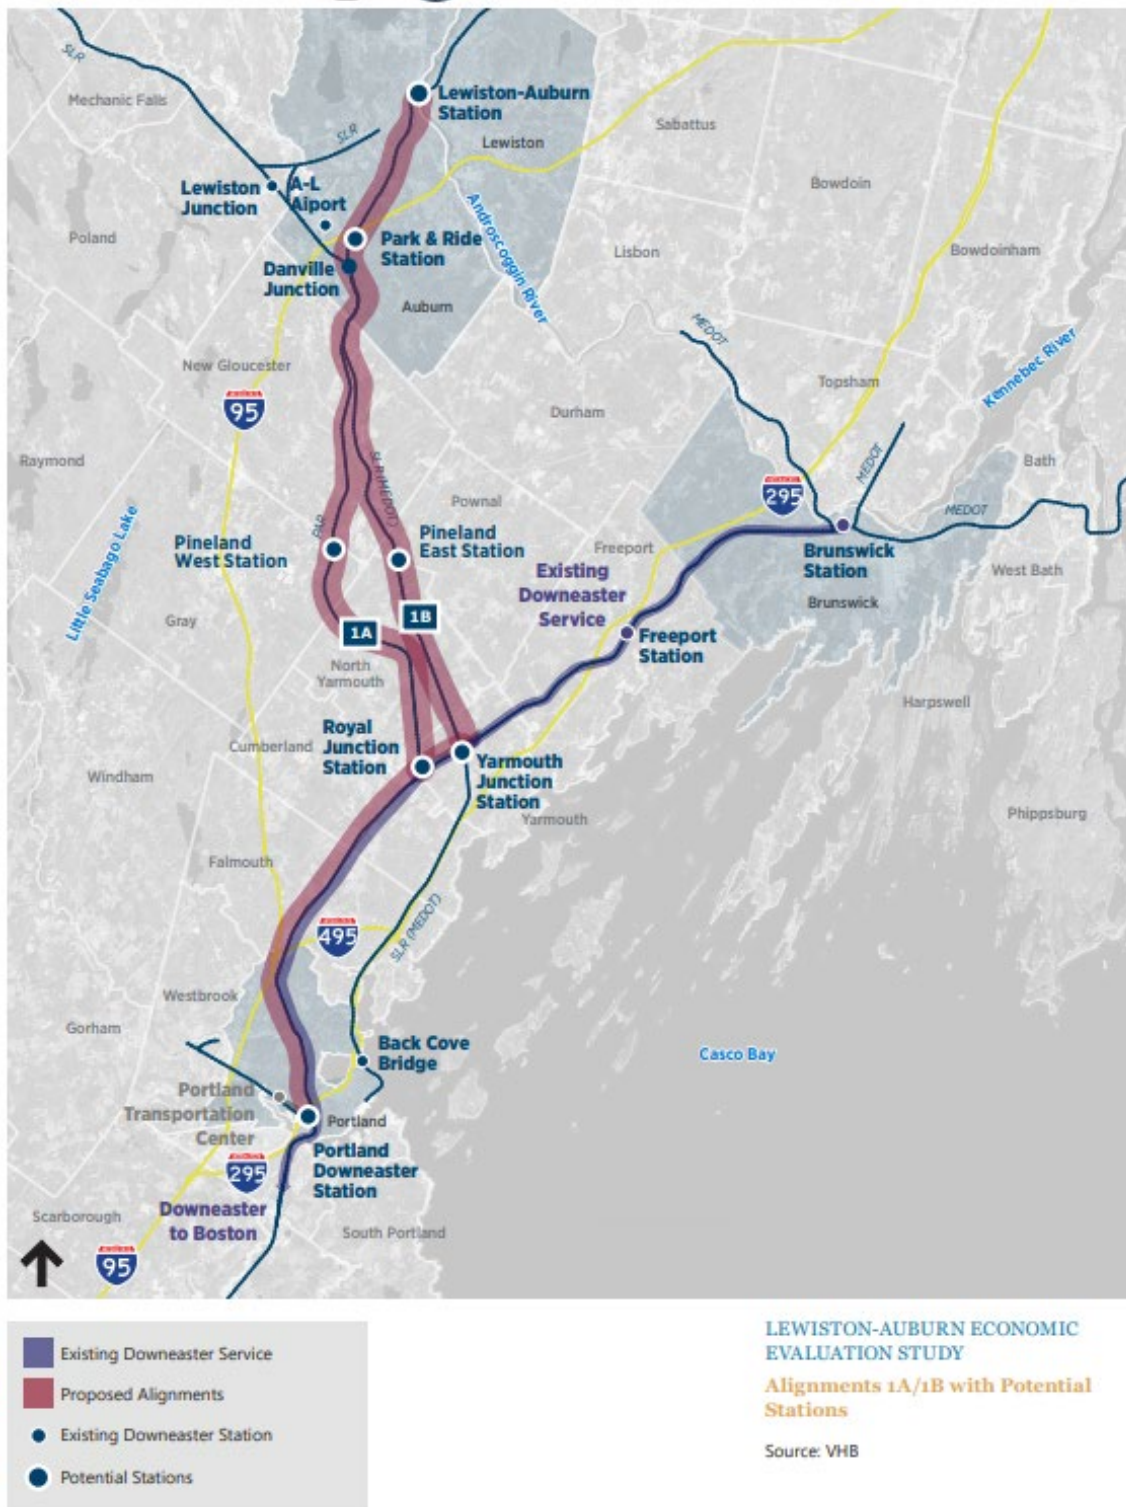 SLR
Mechanic Falls
Lewiston-Auburn
Station
Sabattus
SLR
Lewiston
Lewiston
Junction
A-L
Aiport
Bowdoin
Androscoggin River
Poland
Park & Ride
Station
Lisbon
Bowdoinham
Danville
Junction
Auburn
MEDOT
Kennebec River
New Gloucester
Topsham
95
Durham
SLR (MEDOT)
MEDOT
Raymond
Bath
295
Pownal
MEDOT
PAR
Pineland
West Station
Pineland
East Station
Freeport
Brunswick
Station
West Bath
Little Seabago Lake
Existing
Downeaster
Service
Brunswick
Gray
1A
1B
Freeport
Station
North
Yarmouth
Harpswell
Royal
Junction
Station
Cumberland
Yarmouth
Junction
Station
Windham
Yarmouth
Phippsburg
Falmouth
495
SLR (MEDOT)
Westbrook
Gorham
Back Cove
Bridge
Casco Bay
Portland
Transportation
Center
Portland
Portland
Downeaster
Station
295
Downeaster
to Boston
Scarborough
South Portland
95
Existing Downeaster Service
Proposed Alignments
Existing Downeaster Station
Potential Stations
LEWISTON-AUBURN ECONOMIC
EVALUATION STUDY
Alignments 1A/1B with Potential
Stations
Source: VHB